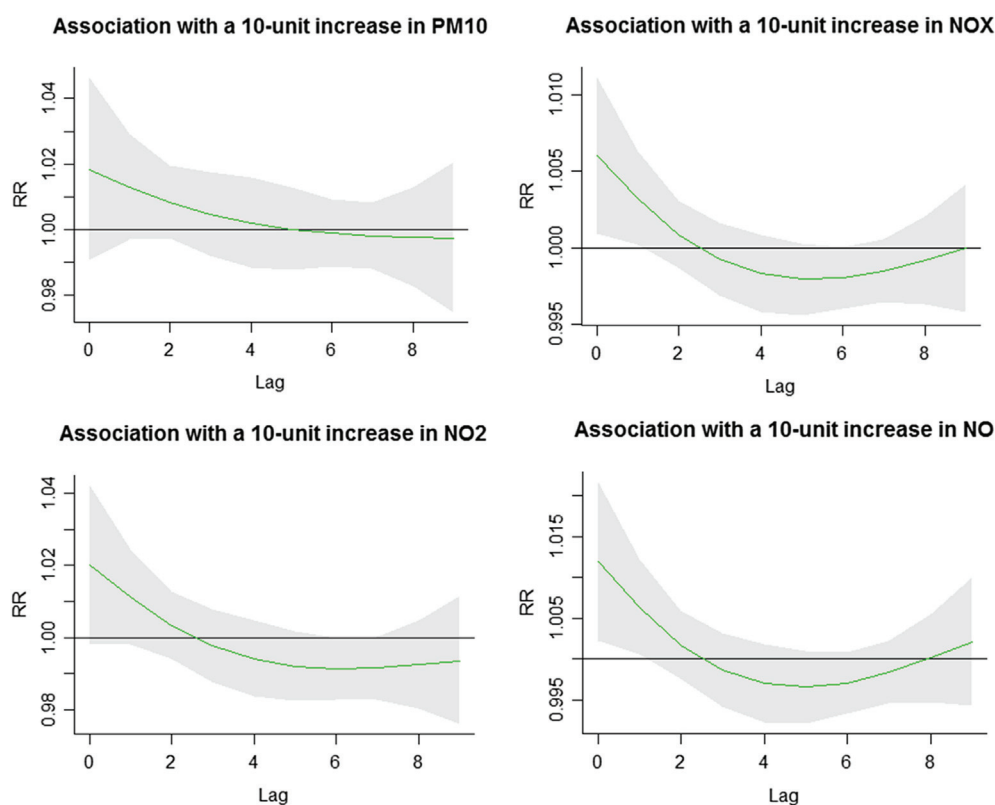 Association with a 10-unit increase in PM10
RR
1.04
1.02
1.00
0.98
0 2 4 6 8
Lag
Association with a 10-unit increase in NOX
RR
1.010
1.005
1.000
0.995
0 2 4 6 8
Lag
Association with a 10-unit increase in NO2
RR
1.04
1.02
1.00
0.98
0 2 4 6 8
Lag
Association with a 10-unit increase in NO
RR
1.015
1.005
0.995
0 2 4 6 8
Lag